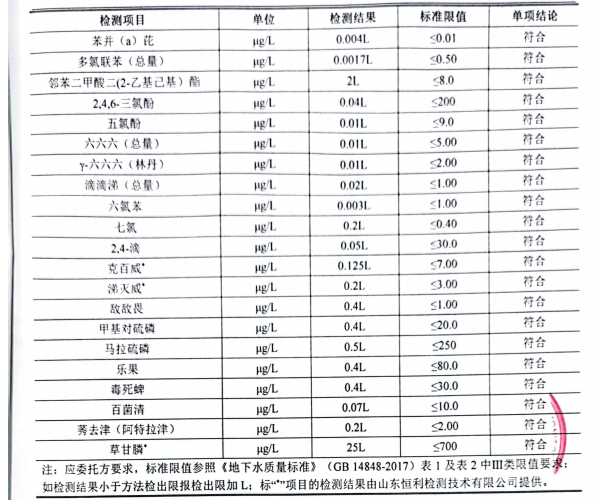 检测项目 单位 检测结果 标准限值 单项结论
苯并（a）芘 μg/L 0.004L ≤0.01 符合
多氯联苯（总量） μg/L 0.0017L ≤0.50 符合
邻苯二甲酸二(2-乙基己基）酯 μg/L 2L ≤8.0 符合
2,4,6-三氯酚 μg/L 0.04L ≤200 符合
五氯酚 μg/L 0.01L ≤9.0 符合
六六六（总量） μg/L 0.01L ≤5.00 符合
γ-六六六（林丹） μg/L 0.01L ≤2.00 符合
滴滴涕（总量） μg/L 0.02L ≤1.00 符合
六氯苯 μg/L 0.003L ≤1.00 符合
七氯 μg/L 0.2L ≤0.40 符合
2,4-滴 μg/L 0.05L ≤30.0 符合
克百威* μg/L 0.125L ≤7.00 符合
涕灭威* μg/L 0.2L ≤3.00 符合
敌敌畏 μg/L 0.4L ≤1.00 符合
甲基对硫磷 μg/L 0.4L ≤20.0 符合
马拉硫磷 μg/L 0.5L ≤250 符合
乐果 μg/L 0.4L ≤80.0 符合
毒死蜱 μg/L 0.4L ≤30.0 符合
百菌清 μg/L 0.07L ≤10.0 符合
莠去津（阿特拉津） μg/L 0.2L ≤2.00 符合
草甘膦* μg/L 25L ≤700 符合
注：应委托方要求，标准限值参照《地下水质量标准》（GB 14848-2017）表 1 及表 2 中III类限值要求；
如检测结果小于方法检出限报检出限加 L；标“*”项目的检测结果由山东恒利检测技术有限公司提供。